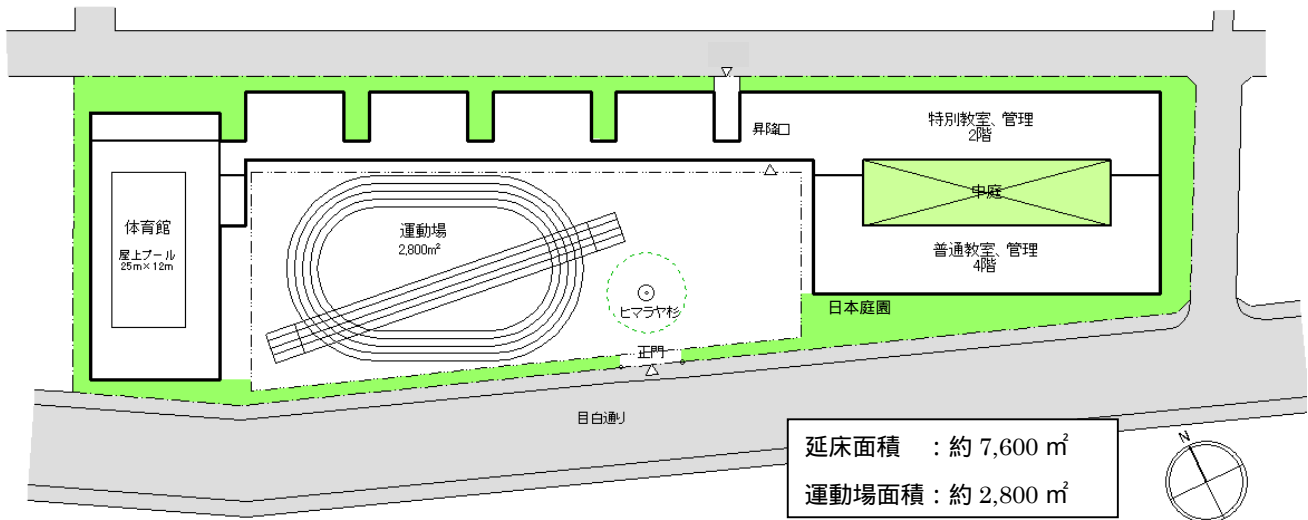 特別教室、管理
2階
昇降口
中庭
体育館
屋上プール
25m×12m
運動場
2,800㎡
普通教室、管理
4階
ヒマラヤ杉
日本庭園
正門
目白通り
延床面積 :約 7,600 ㎡
運動場面積:約 2,800 ㎡
N